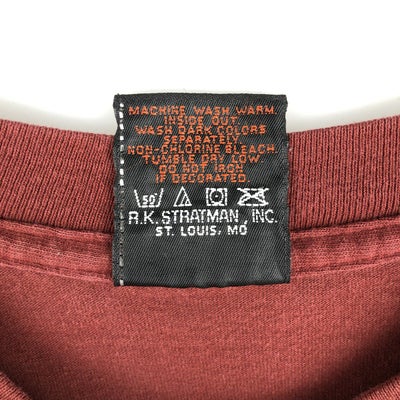 MACHINE WASH WARM
INSIDE OUT.
WASH DARK COLORS
SEPARATELY.
NON-CHLORINE BLEACH.
TUMBLE DRY LOW.
DO NOT IRON
IF DECORATED.
50
R.K. STRATMAN, INC.
ST. LOUIS, MO